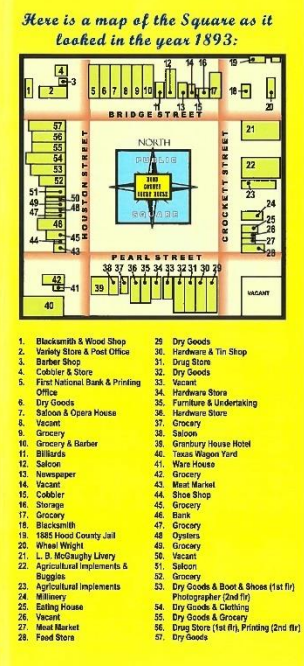 Here is a map of the Square as it
looked in the year 1893:
BRIDGE STREET
HOUSTON STREET
NORTH
PUBLIC
HOOD
COUNTY
COURT HOUSE
SQUARE
CROCKETT STREET
PEARL STREET
VACANT
1. Blacksmith & Wood Shop
2. Variety Store & Post Office
3. Barber Shop
4. Cobbler & Store
5. First National Bank & Printing
Office
6. Dry Goods
7. Saloon & Opera House
8. Vacant
9. Grocery
10. Grocery & Barber
11. Billiards
12. Saloon
13. Newspaper
14. Vacant
15. Cobbler
16. Storage
17. Grocery
18. Blacksmith
19. 1885 Hood County Jail
20. Wheel Wright
21. L. B. McGaughy Livery
22. Agricultural Implements &
Buggies
23. Agricultural Implements
24. Millinery
25. Eating House
26. Vacant
27. Meat Market
28. Feed Store
29 Dry Goods
30. Hardware & Tin Shop
31. Drug Store
32. Dry Goods
33. Vacant
34. Hardware Store
35. Furniture & Undertaking
36. Hardware Store
37. Grocery
38. Saloon
39. Granbury House Hotel
40. Texas Wagon Yard
41. Ware House
42. Grocery
43. Meat Market
44. Shoe Shop
45. Grocery
46. Bank
47. Grocery
48 Oysters
49. Grocery
50. Vacant
51. Saloon
52. Grocery
53. Dry Goods & Boot & Shoes (1st flr)
Photographer (2nd flr)
54. Dry Goods & Clothing
55. Dry Goods & Grocery
56. Drug Store (1st flr), Printing (2nd flr)
57. Dry Goods